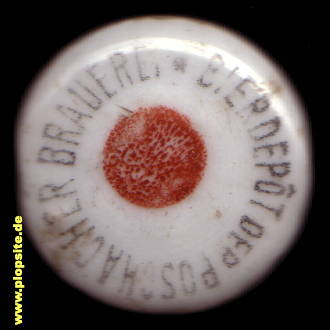 * BIERDEPÔT DER POSCHACHER BRAUEREI
www.plopsite.de